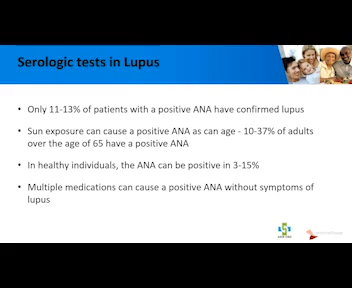 Serologic tests in Lupus
Only 11-13% of patients with a positive ANA have confirmed lupus
Sun exposure can cause a positive ANA as can age - 10-37% of adults
over the age of 65 have a positive ANA
In healthy individuals, the ANA can be positive in 3-15%
Multiple medications can cause a positive ANA without symptoms of
lupus